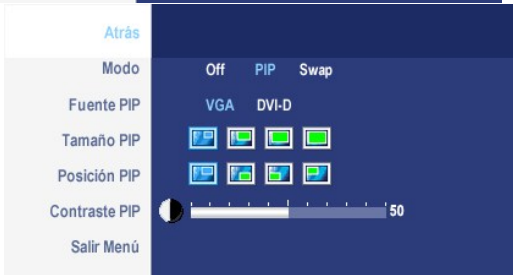 Atrás
Modo Off PIP Swap
Fuente PIP VGA DVI-D
Tamaño PIP
Posición PIP
Contraste PIP 50
Salir Menú